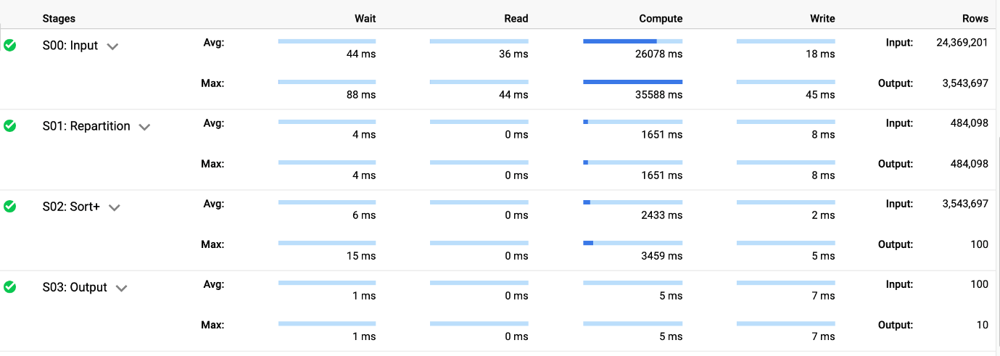 Stages Wait Read Compute Write Rows
S00: Input Avg: 44 ms 36 ms 26078 ms 18 ms Input: 24,369,201
Max: 88 ms 44 ms 35588 ms 45 ms Output: 3,543,697
S01: Repartition Avg: 4 ms 0 ms 1651 ms 8 ms Input: 484,098
Max: 4 ms 0 ms 1651 ms 8 ms Output: 484,098
S02: Sort+ Avg: 6 ms 0 ms 2433 ms 2 ms Input: 3,543,697
Max: 15 ms 0 ms 3459 ms 5 ms Output: 100
S03: Output Avg: 1 ms 0 ms 5 ms 7 ms Input: 100
Max: 1 ms 0 ms 5 ms 7 ms Output: 10